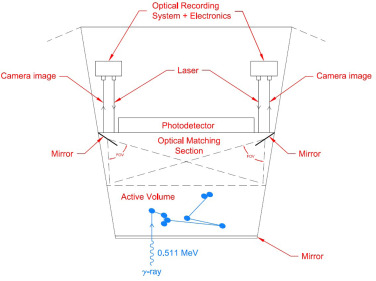 Optical Recording
System + Electronics
Camera image
Laser
Camera image
Photodetector
Optical Matching
Section
Mirror
FOV
FOV
Mirror
Active Volume
0.511 MeV
Mirror
γ-ray